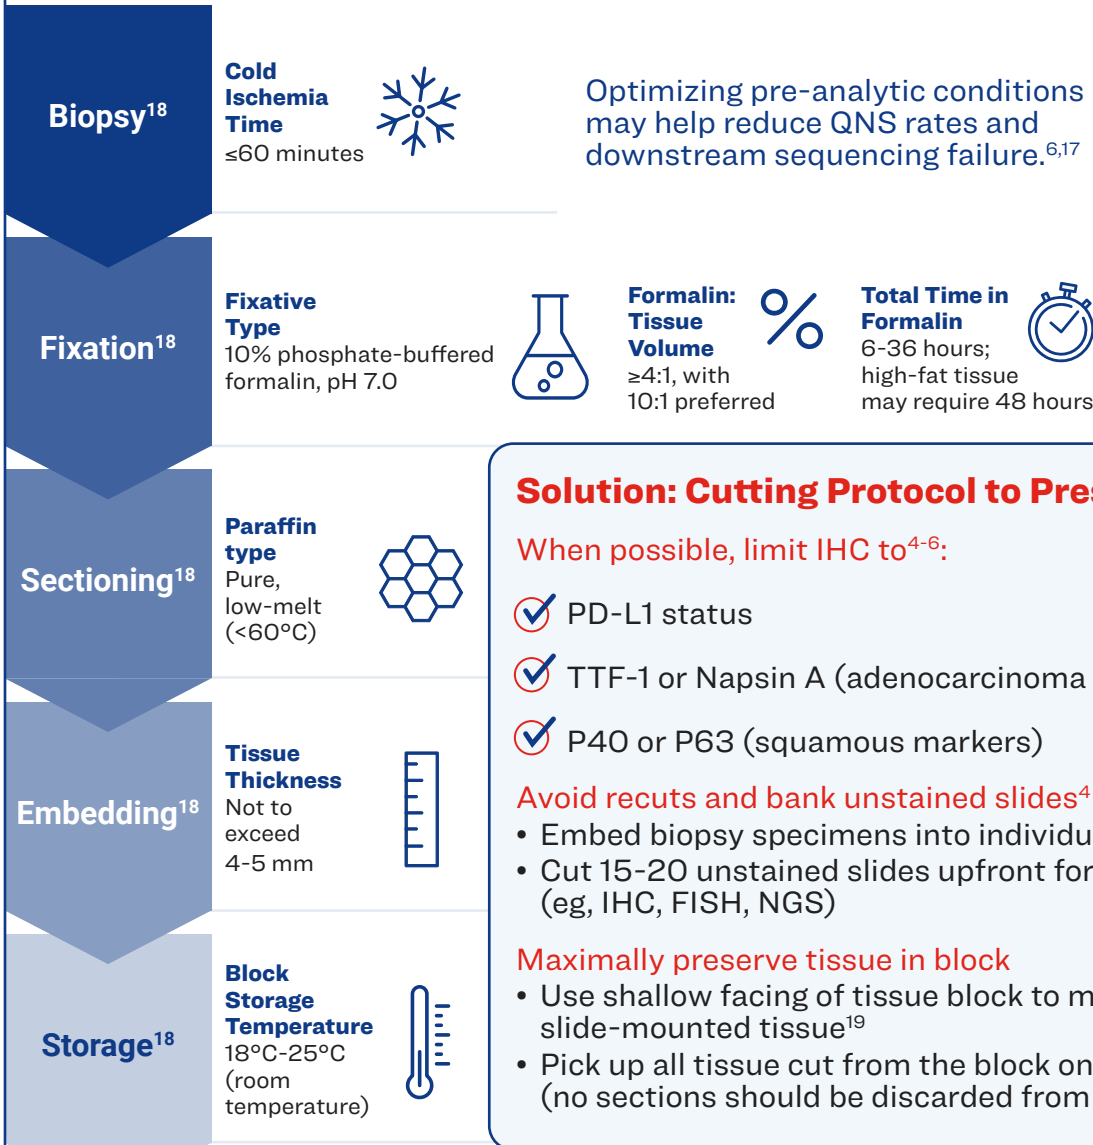 Biopsy18
Cold
Ischemia
Time
≤60 minutes
Optimizing pre-analytic conditions
may help reduce QNS rates and
downstream sequencing failure.6,17
Fixation18
Fixative
Type
10% phosphate-buffered
formalin, pH 7.0
Formalin:
Tissue
Volume
≥4:1, with
10:1 preferred
Total Time in
Formalin
6-36 hours;
high-fat tissue
may require 48 hours
Sectioning18
Paraffin
type
Pure,
low-melt
(<60°C)
Embedding18
Tissue
Thickness
Not to
exceed
4-5 mm
Storage18
Block
Storage
Temperature
18°C-25°C
(room
temperature)
Solution: Cutting Protocol to Pres
When possible, limit IHC to4-6:
PD-L1 status
TTF-1 or Napsin A (adenocarcinoma
P40 or P63 (squamous markers)
Avoid recuts and bank unstained slides4
• Embed biopsy specimens into individu
• Cut 15-20 unstained slides upfront for
(eg, IHC, FISH, NGS)
Maximally preserve tissue in block
• Use shallow facing of tissue block to m
slide-mounted tissue19
• Pick up all tissue cut from the block on
(no sections should be discarded from